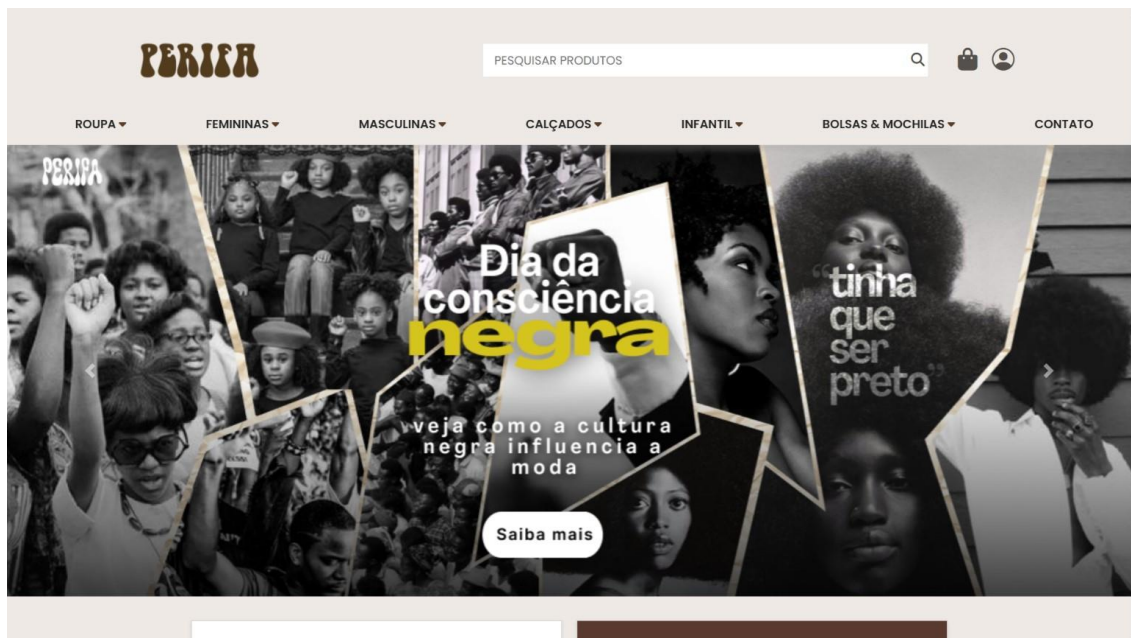 PERIFA
PESQUISAR PRODUTOS
ROUPA
FEMININAS
MASCULINAS
CALÇADOS
INFANTIL
BOLSAS & MOCHILAS
CONTATO
PERIFA
Dia da
consciência
negra
veja como a cultura
negra influencia a
moda
Saiba mais
“tinha
que
ser
preto”